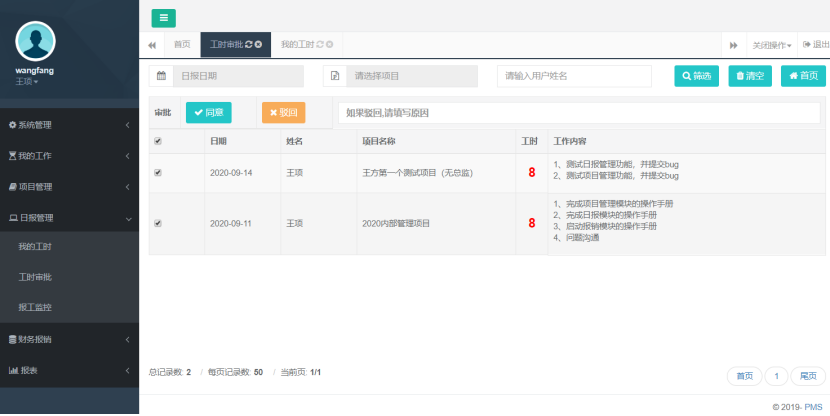 wangfang
王项
系统管理
我的工作
项目管理
日报管理
我的工时
工时审批
报工监控
财务报销
报表
首页
工时审批
我的工时
关闭操作
退出
日报日期
请选择项目
请输入用户姓名
筛选
清空
首页
审批
同意
驳回
如果驳回,请填写原因
日期 姓名 项目名称 工时 工作内容
2020-09-14 王项 王方第一个测试项目（无总监） 8
1、测试日报管理功能，并提交bug
2、测试项目管理功能，并提交bug
2020-09-11 王项 2020内部管理项目 8
1、完成项目管理模块的操作手册
2、完成日报模块的操作手册
3、启动报销模块的操作手册
4、问题沟通
总记录数: 2 / 每页记录数: 50 / 当前页: 1/1
首页 1 尾页
© 2019- PMS